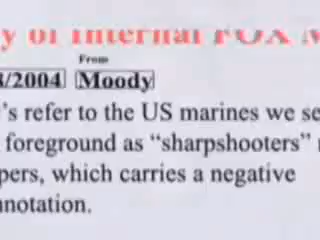 y of Internal FOX M
From
3/2004 Moody
's refer to the US marines we se
foreground as “sharpshooters”
pers, which carries a negative
nnotation.